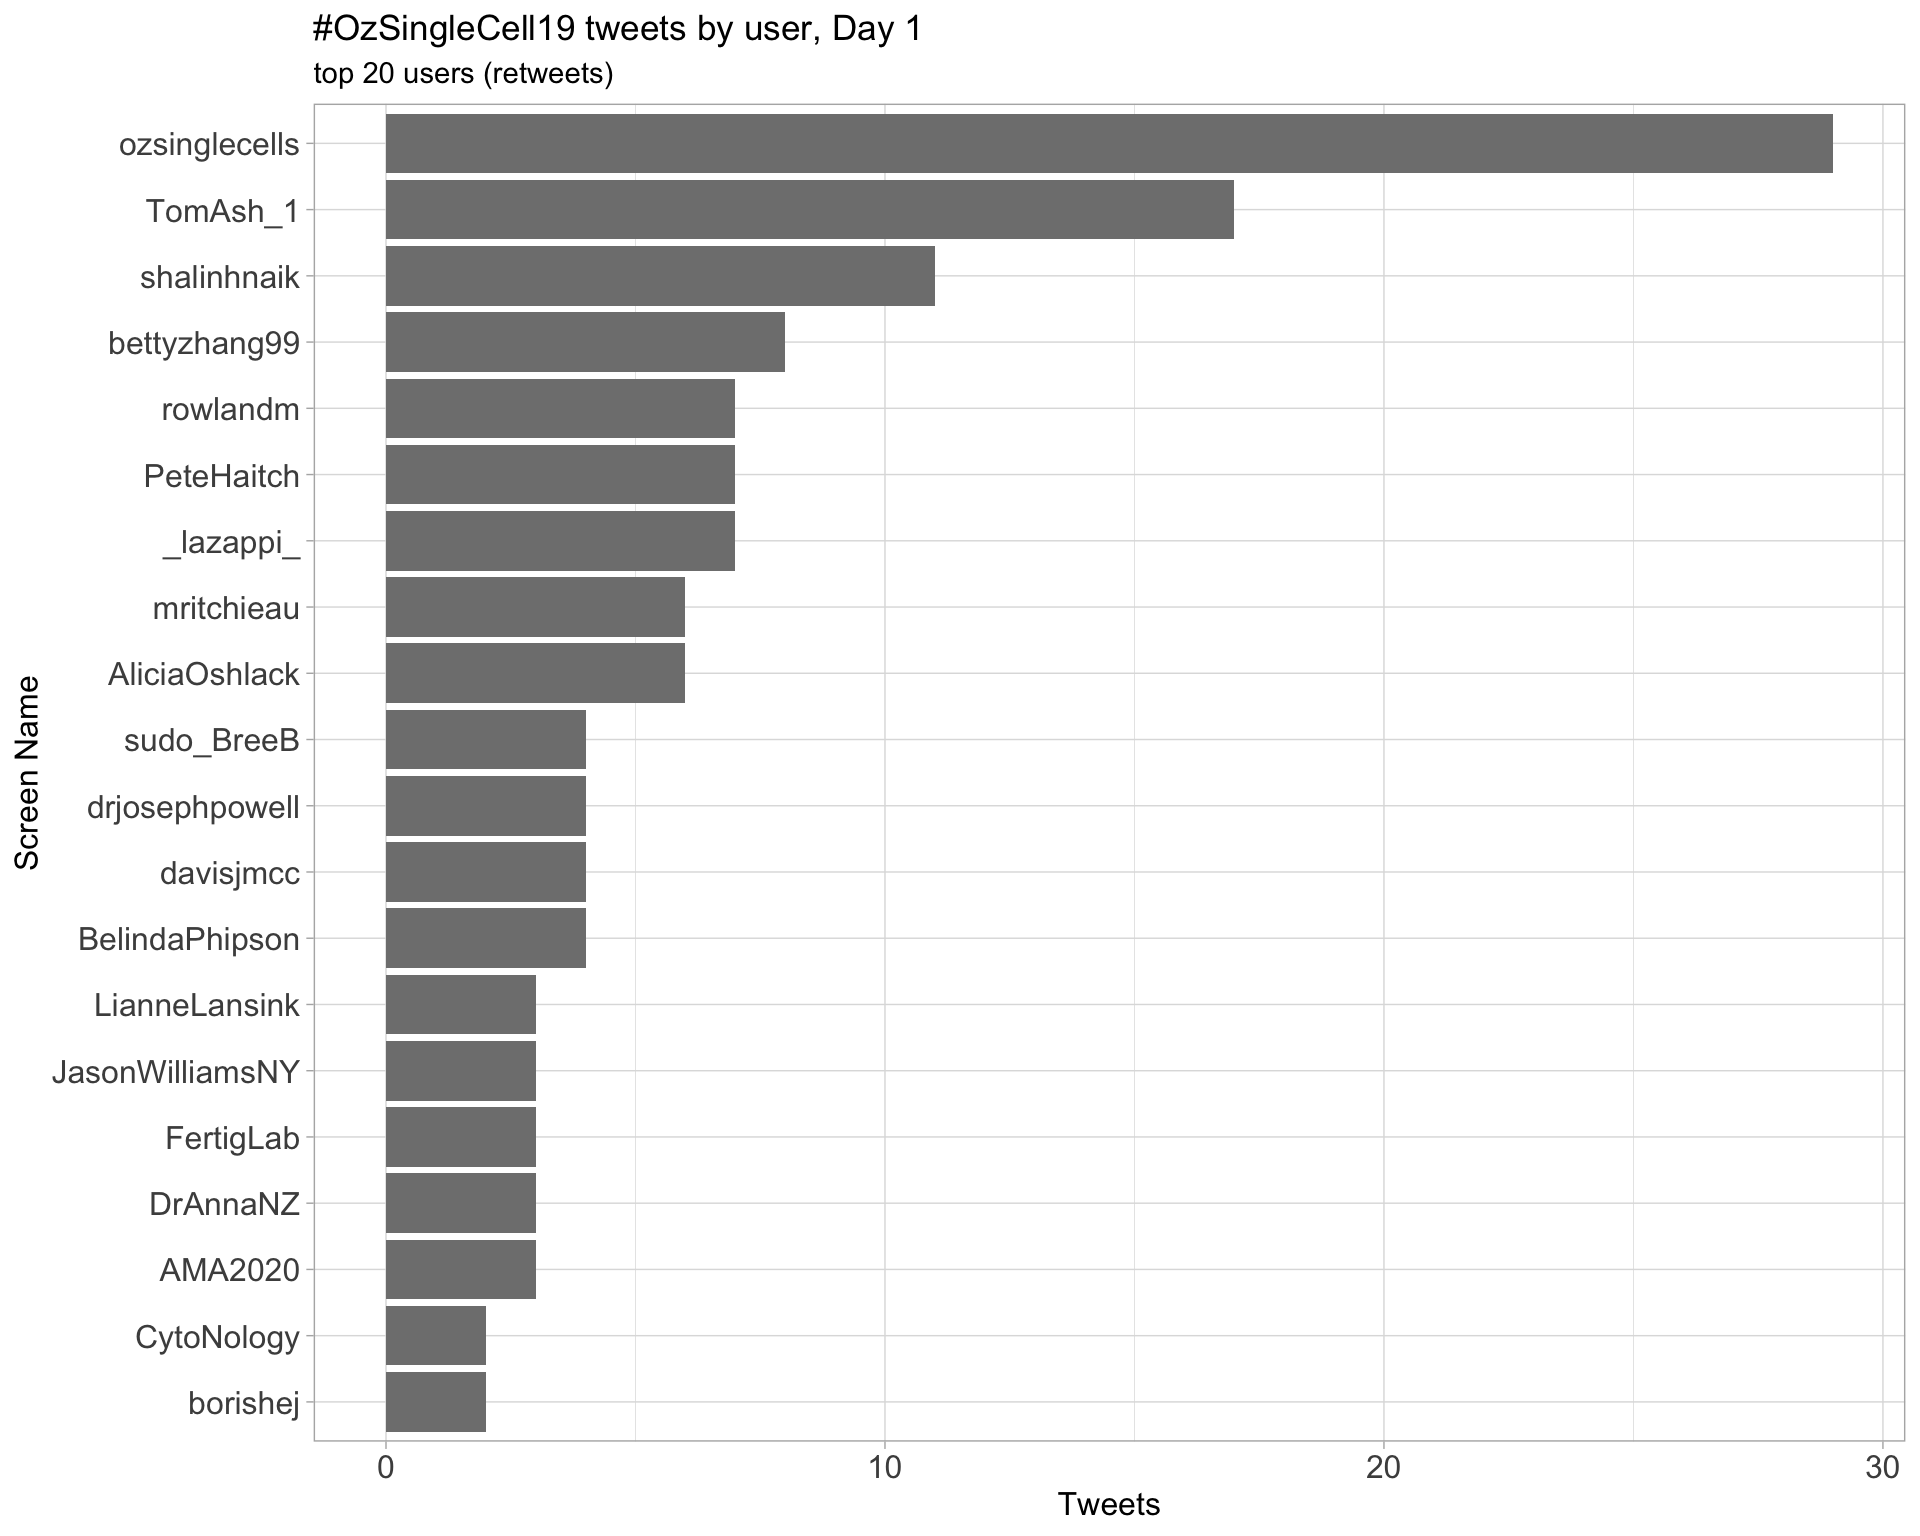 #OzSingleCell19 tweets by user, Day 1
top 20 users (retweets)
ozsinglecells
TomAsh_1
shalinhnaik
bettyzhang99
rowlandm
PeteHaitch
_lazappi_
mritchieau
AliciaOshlack
sudo_BreeB
drjosephpowell
davisjmcc
BelindaPhipson
LianneLansink
JasonWilliamsNY
FertigLab
DrAnnaNZ
AMA2020
CytoNology
borishej
Screen Name
0 10 20 30
Tweets